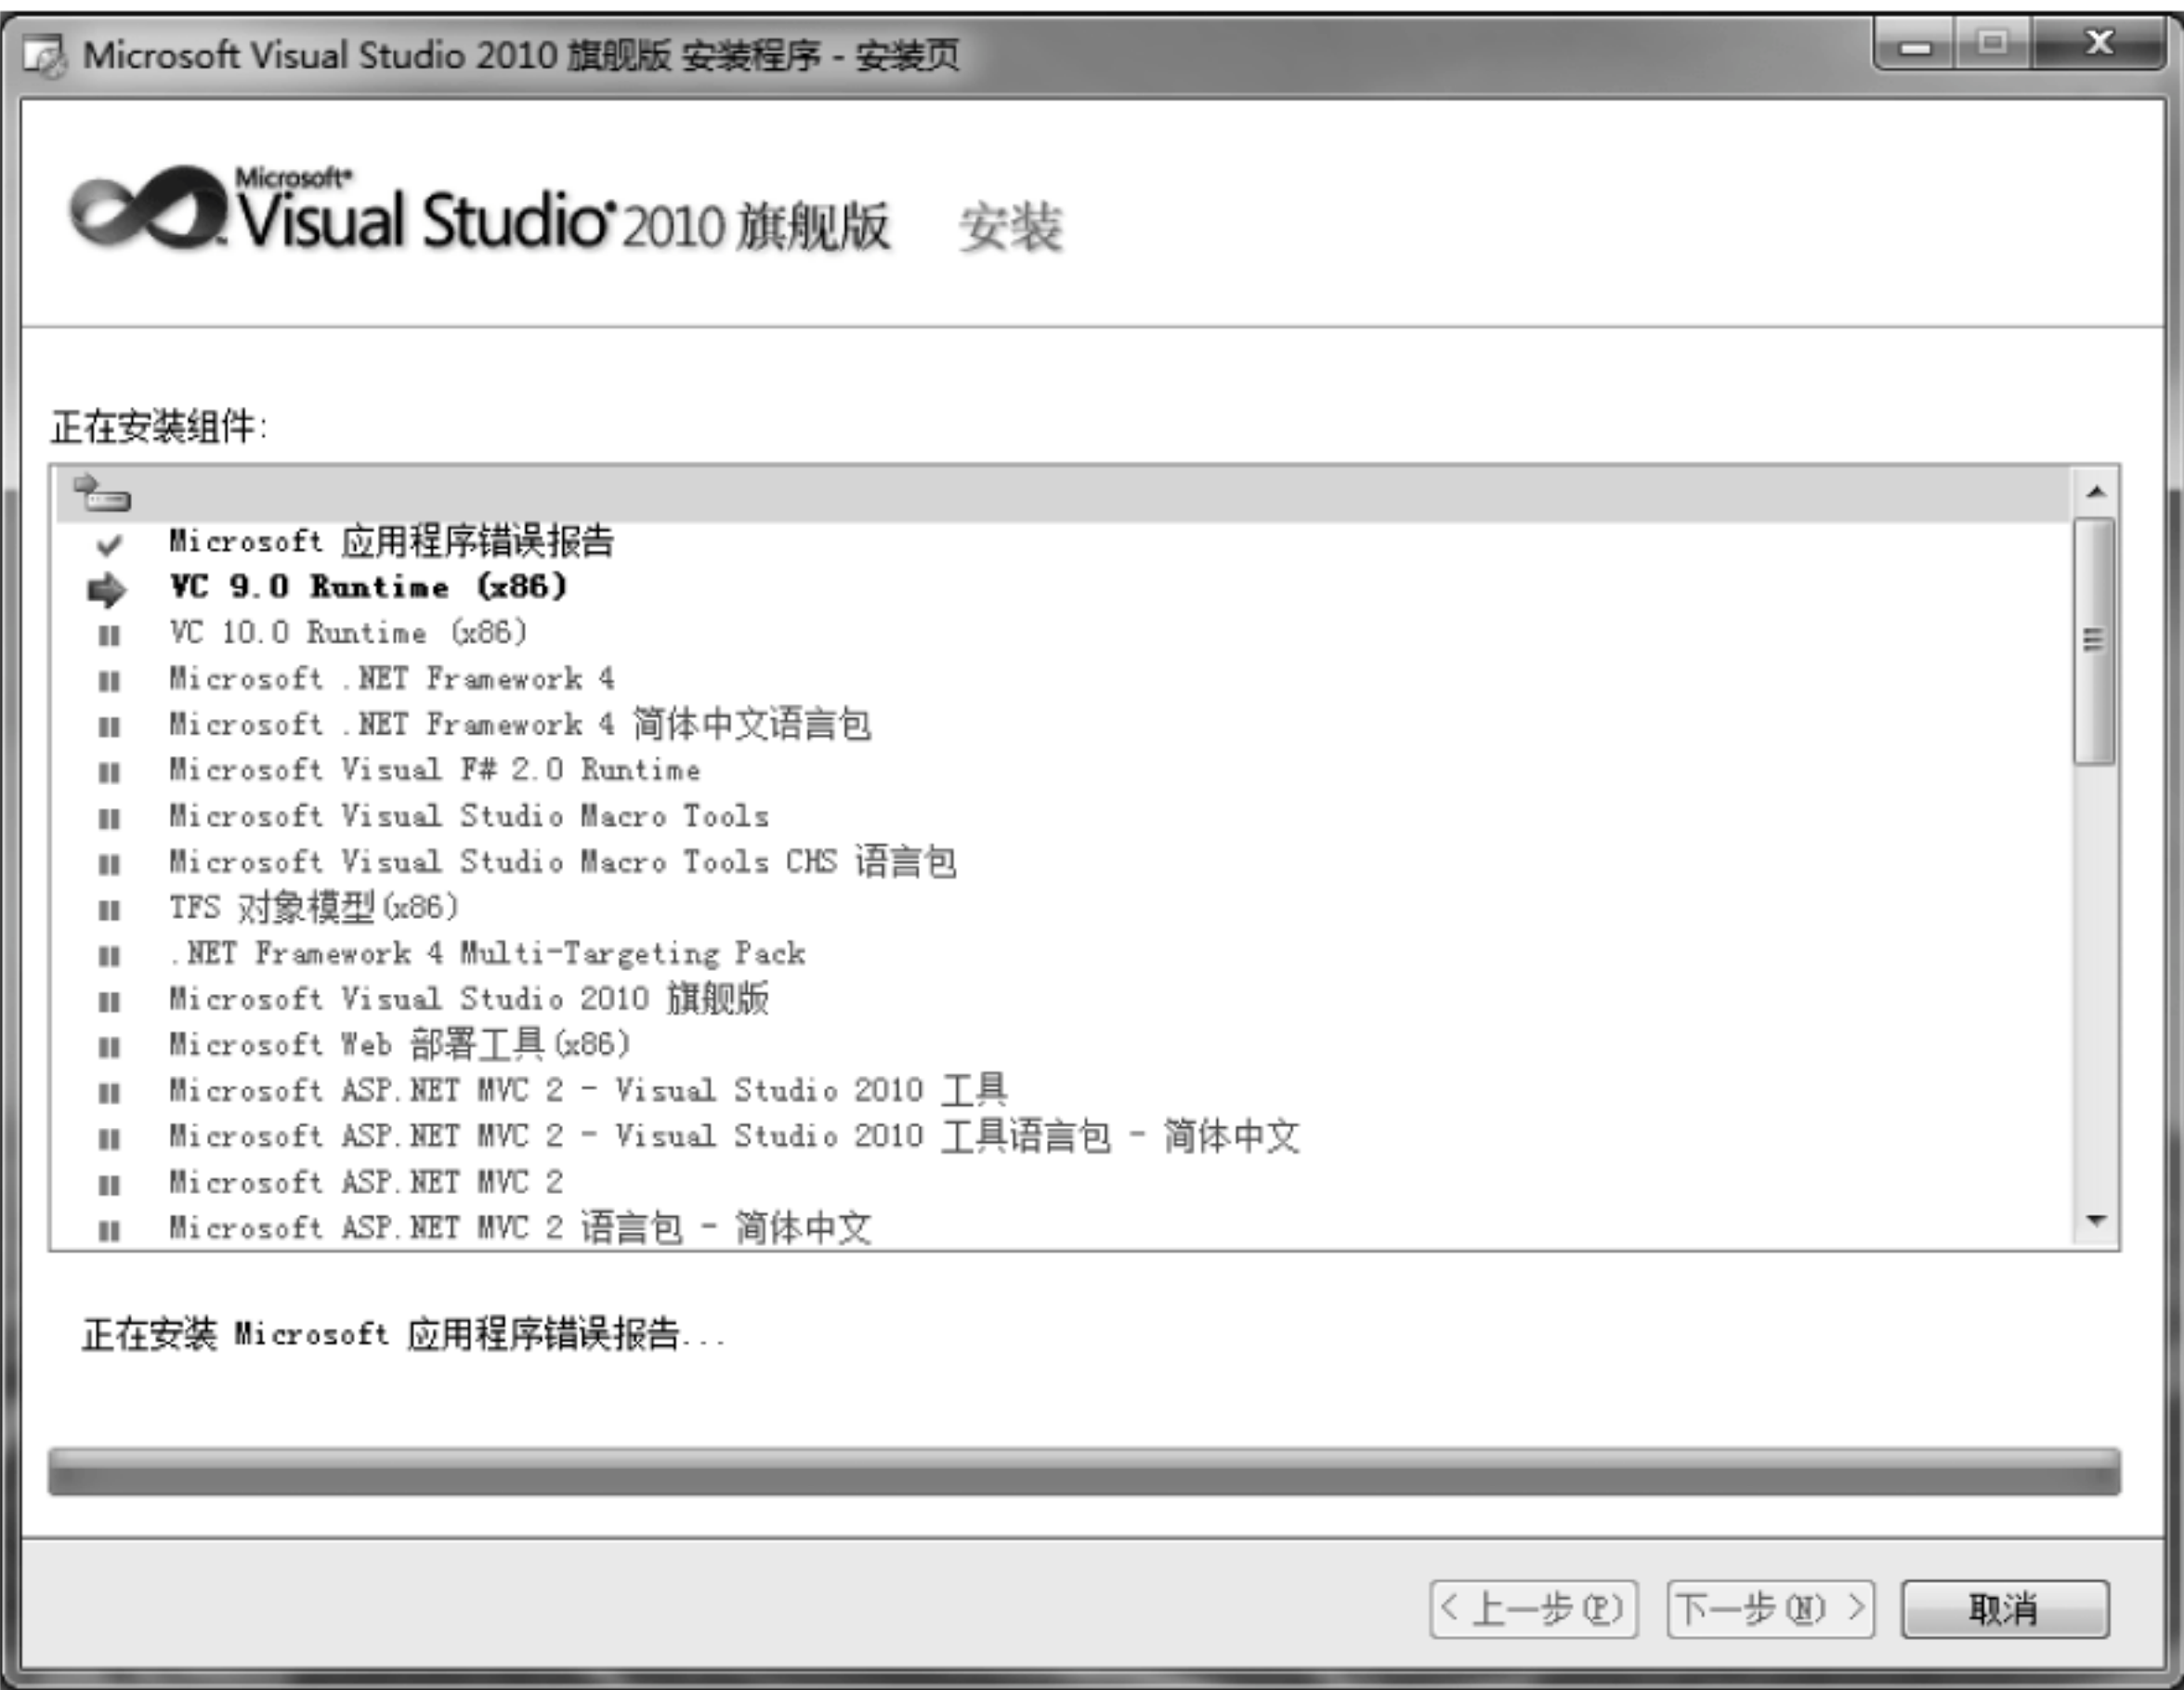 Microsoft Visual Studio 2010 旗舰版 安装程序 - 安装页
Microsoft®
Visual Studio® 2010 旗舰版 安装
正在安装组件:
Microsoft 应用程序错误报告
VC 9.0 Runtime (x86)
VC 10.0 Runtime (x86)
Microsoft .NET Framework 4
Microsoft .NET Framework 4 简体中文语言包
Microsoft Visual F# 2.0 Runtime
Microsoft Visual Studio Macro Tools
Microsoft Visual Studio Macro Tools CHS 语言包
TFS 对象模型(x86)
.NET Framework 4 Multi-Targeting Pack
Microsoft Visual Studio 2010 旗舰版
Microsoft Web 部署工具(x86)
Microsoft ASP.NET MVC 2 - Visual Studio 2010 工具
Microsoft ASP.NET MVC 2 - Visual Studio 2010 工具语言包 - 简体中文
Microsoft ASP.NET MVC 2
Microsoft ASP.NET MVC 2 语言包 - 简体中文
正在安装 Microsoft 应用程序错误报告...
< 上一步(P) 下一步(N) > 取消